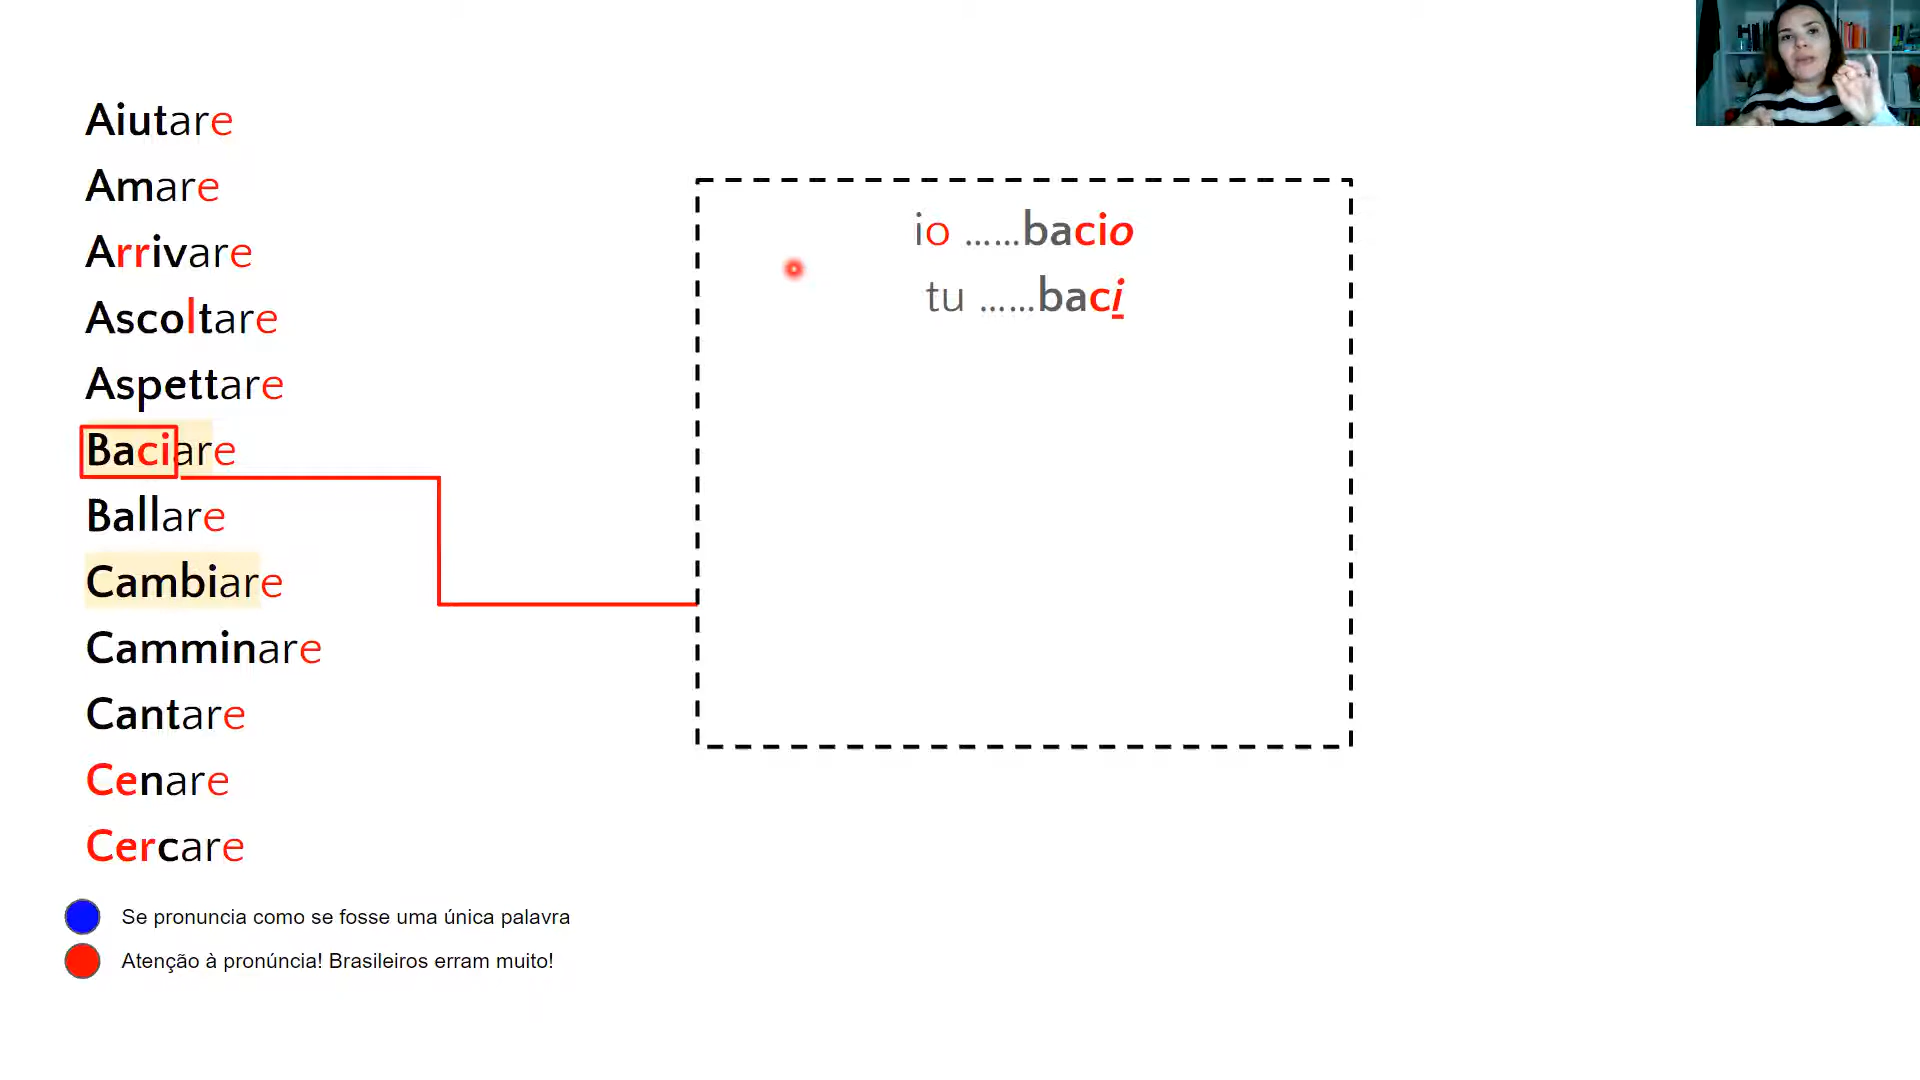 Aiutare
Amare
Arrivare
Ascoltare
Aspettare
Baciare
Ballare
Cambiare
Camminare
Cantare
Cenare
Cercare
io ......bacio
tu ......baci
Se pronuncia como se fosse uma única palavra
Atenção à pronúncia! Brasileiros erram muito!